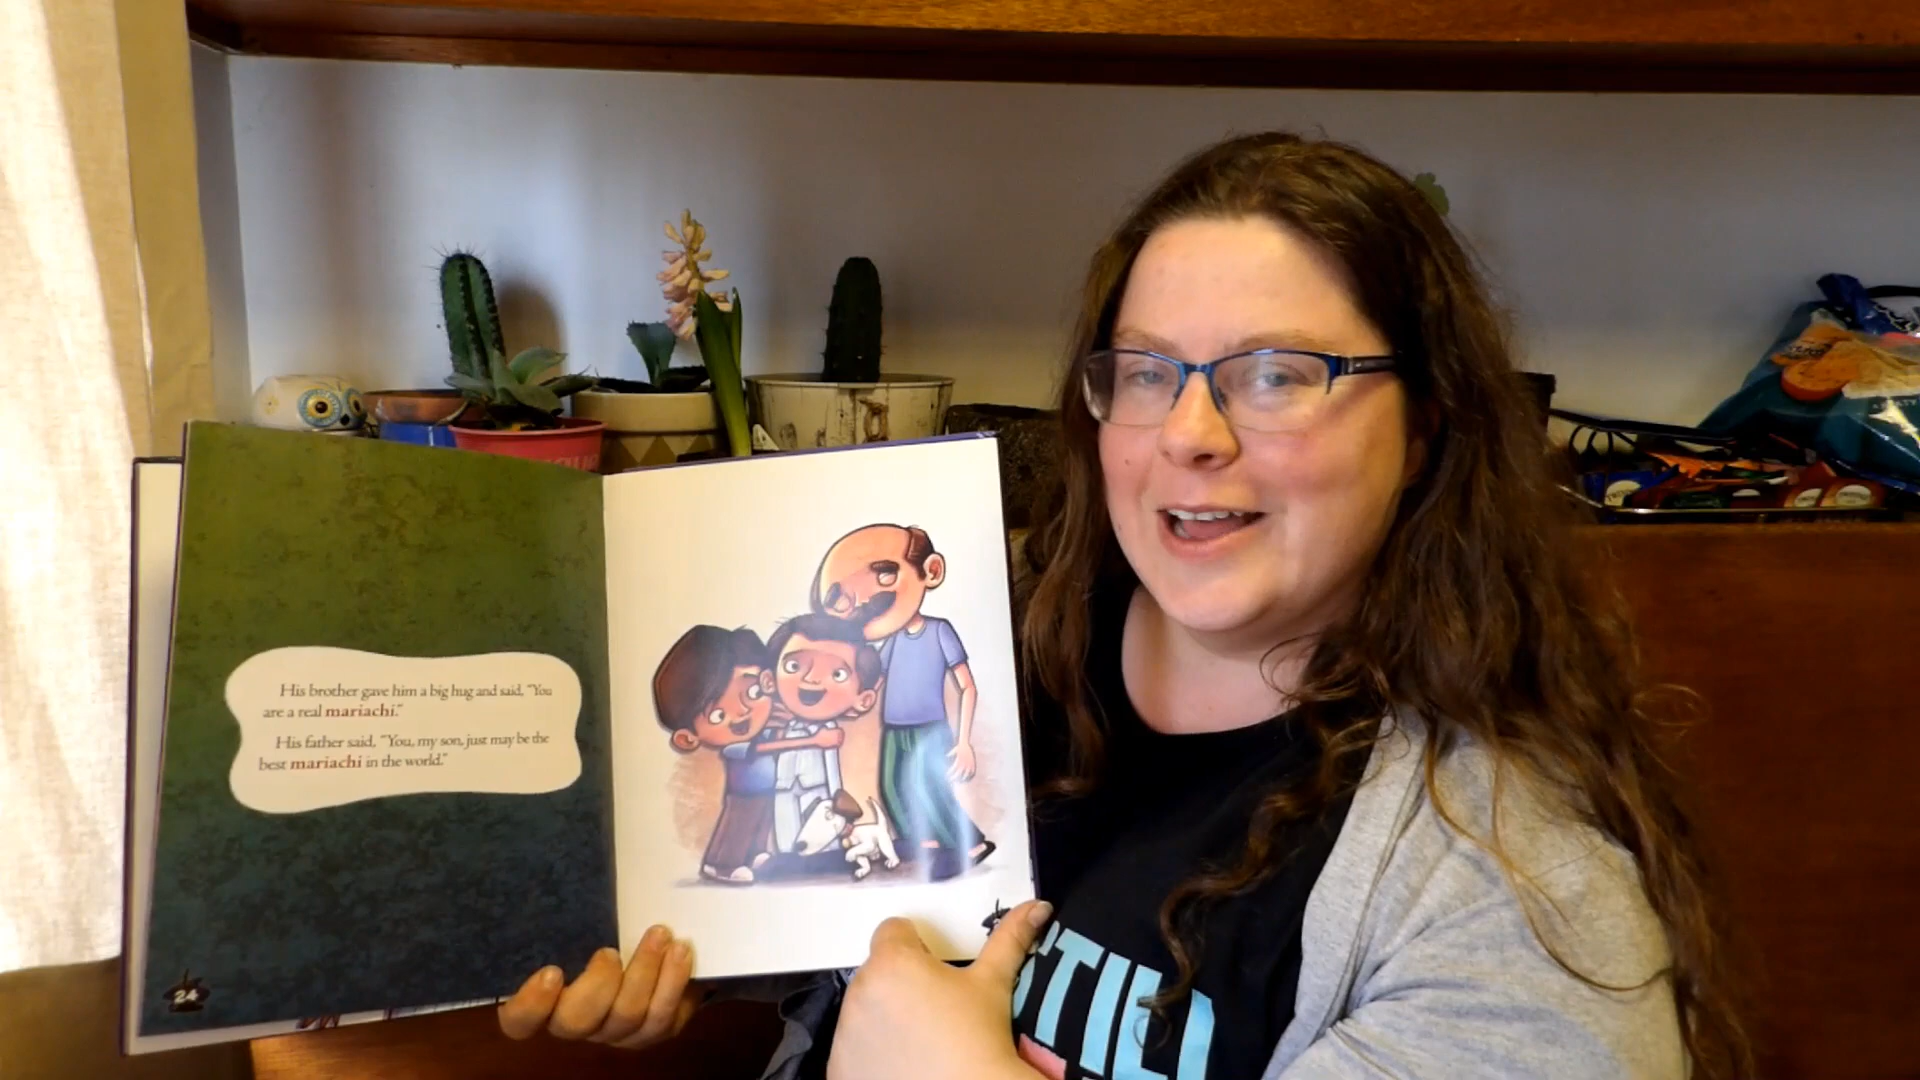 His brother gave him a big hug and said, "You
are a real mariachi."
His father said, "You, my son, just may be the
best mariachi in the world."
24
STILL